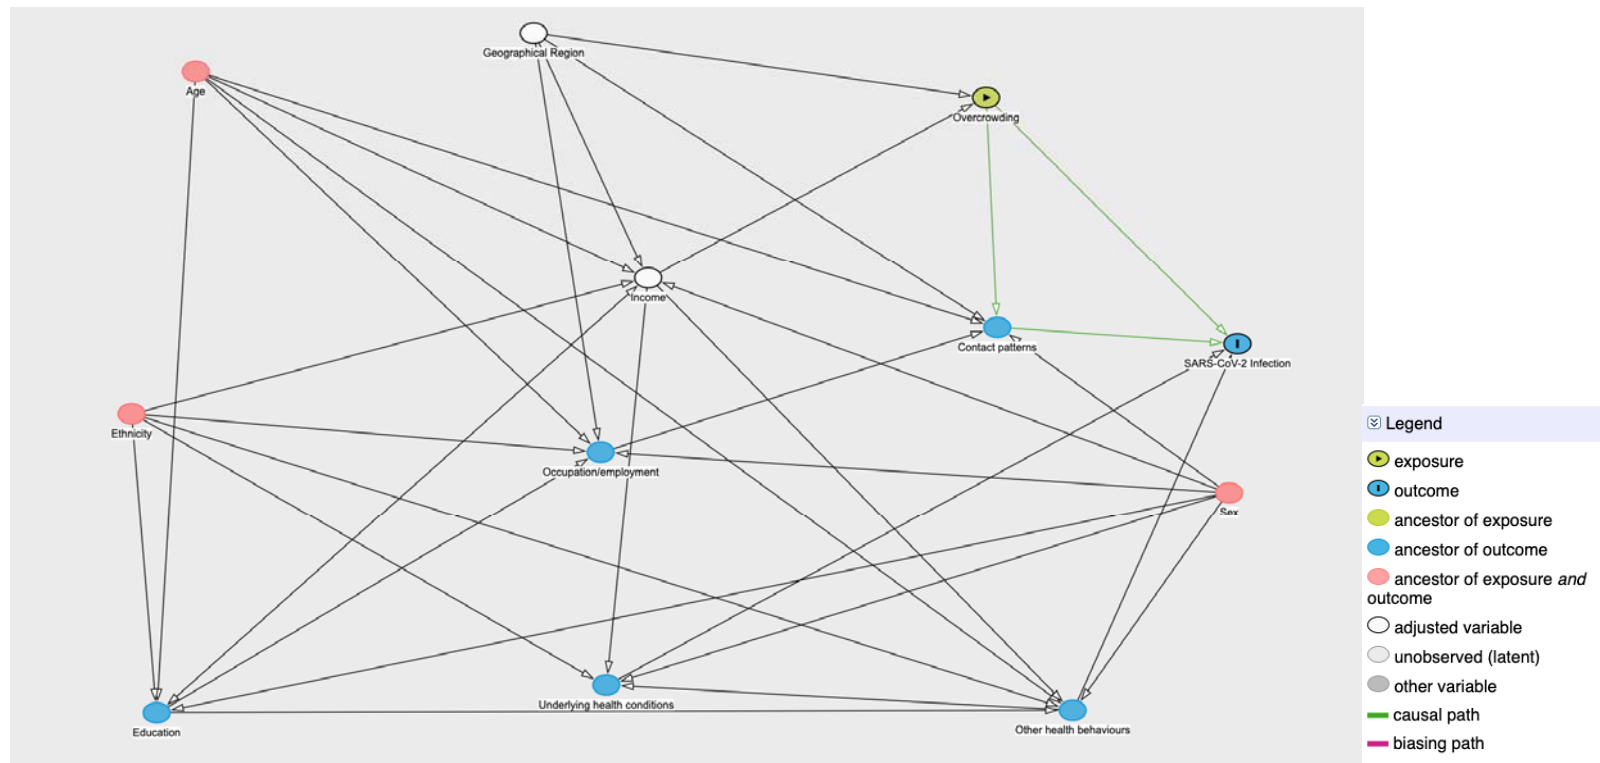 Geographical Region
Age
Overcrowding
Income
Contact patterns
SARS-CoV-2 Infection
Ethnicity
Occupation/employment
Sex
Underlying health conditions
Education
Other health behaviours
Legend
exposure
outcome
ancestor of exposure
ancestor of outcome
ancestor of exposure and
outcome
adjusted variable
unobserved (latent)
other variable
causal path
biasing path